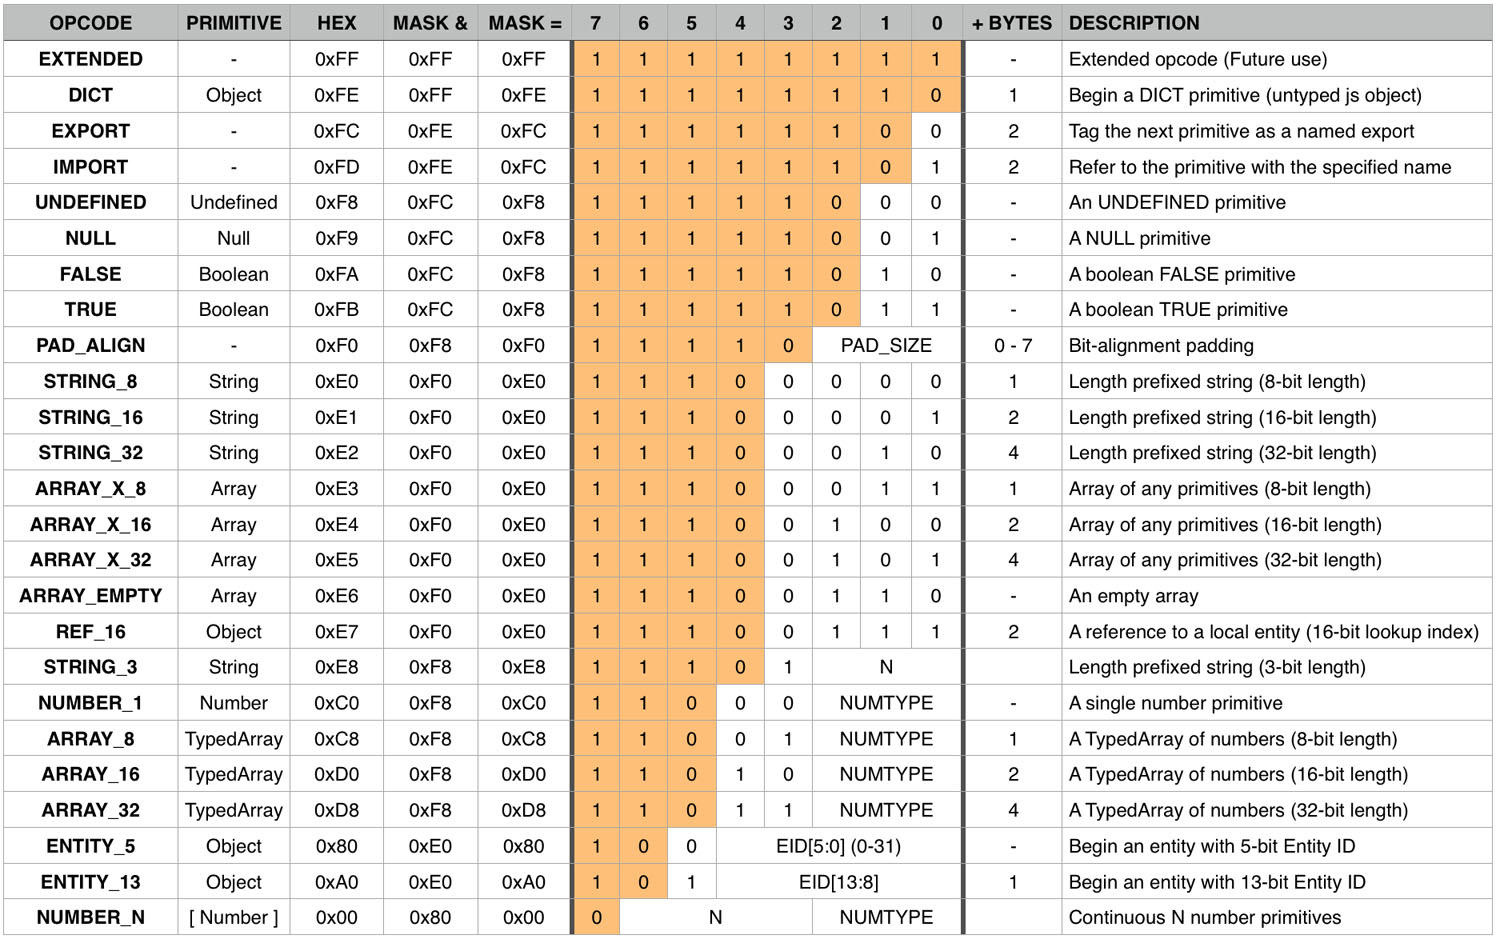 OPCODE PRIMITIVE HEX MASK & MASK = 7 6 5 4 3 2 1 0 + BYTES DESCRIPTION
EXTENDED - 0xFF 0xFF 0xFF 1 1 1 1 1 1 1 1 - Extended opcode (Future use)
DICT Object 0xFE 0xFF 0xFE 1 1 1 1 1 1 1 0 1 Begin a DICT primitive (untyped js object)
EXPORT - 0xFC 0xFE 0xFC 1 1 1 1 1 1 0 0 2 Tag the next primitive as a named export
IMPORT - 0xFD 0xFE 0xFC 1 1 1 1 1 1 0 1 2 Refer to the primitive with the specified name
UNDEFINED Undefined 0xF8 0xFC 0xF8 1 1 1 1 1 0 0 0 - An UNDEFINED primitive
NULL Null 0xF9 0xFC 0xF8 1 1 1 1 1 0 0 1 - A NULL primitive
FALSE Boolean 0xFA 0xFC 0xF8 1 1 1 1 1 0 1 0 - A boolean FALSE primitive
TRUE Boolean 0xFB 0xFC 0xF8 1 1 1 1 1 0 1 1 - A boolean TRUE primitive
PAD_ALIGN - 0xF0 0xF8 0xF0 1 1 1 1 0 PAD_SIZE 0 - 7 Bit-alignment padding
STRING_8 String 0xE0 0xF0 0xE0 1 1 1 0 0 0 0 0 1 Length prefixed string (8-bit length)
STRING_16 String 0xE1 0xF0 0xE0 1 1 1 0 0 0 0 1 2 Length prefixed string (16-bit length)
STRING_32 String 0xE2 0xF0 0xE0 1 1 1 0 0 0 1 0 4 Length prefixed string (32-bit length)
ARRAY_X_8 Array 0xE3 0xF0 0xE0 1 1 1 0 0 0 1 1 1 Array of any primitives (8-bit length)
ARRAY_X_16 Array 0xE4 0xF0 0xE0 1 1 1 0 0 1 0 0 2 Array of any primitives (16-bit length)
ARRAY_X_32 Array 0xE5 0xF0 0xE0 1 1 1 0 0 1 0 1 4 Array of any primitives (32-bit length)
ARRAY_EMPTY Array 0xE6 0xF0 0xE0 1 1 1 0 0 1 1 0 - An empty array
REF_16 Object 0xE7 0xF0 0xE0 1 1 1 0 0 1 1 1 2 A reference to a local entity (16-bit lookup index)
STRING_3 String 0xE8 0xF8 0xE8 1 1 1 0 1 N Length prefixed string (3-bit length)
NUMBER_1 Number 0xC0 0xF8 0xC0 1 1 0 0 0 NUMTYPE - A single number primitive
ARRAY_8 TypedArray 0xC8 0xF8 0xC8 1 1 0 0 1 NUMTYPE 1 A TypedArray of numbers (8-bit length)
ARRAY_16 TypedArray 0xD0 0xF8 0xD0 1 1 0 1 0 NUMTYPE 2 A TypedArray of numbers (16-bit length)
ARRAY_32 TypedArray 0xD8 0xF8 0xD8 1 1 0 1 1 NUMTYPE 4 A TypedArray of numbers (32-bit length)
ENTITY_5 Object 0x80 0xE0 0x80 1 0 0 EID[5:0] (0-31) - Begin an entity with 5-bit Entity ID
ENTITY_13 Object 0xA0 0xE0 0xA0 1 0 1 EID[13:8] 1 Begin an entity with 13-bit Entity ID
NUMBER_N [ Number ] 0x00 0x80 0x00 0 N NUMTYPE Continuous N number primitives